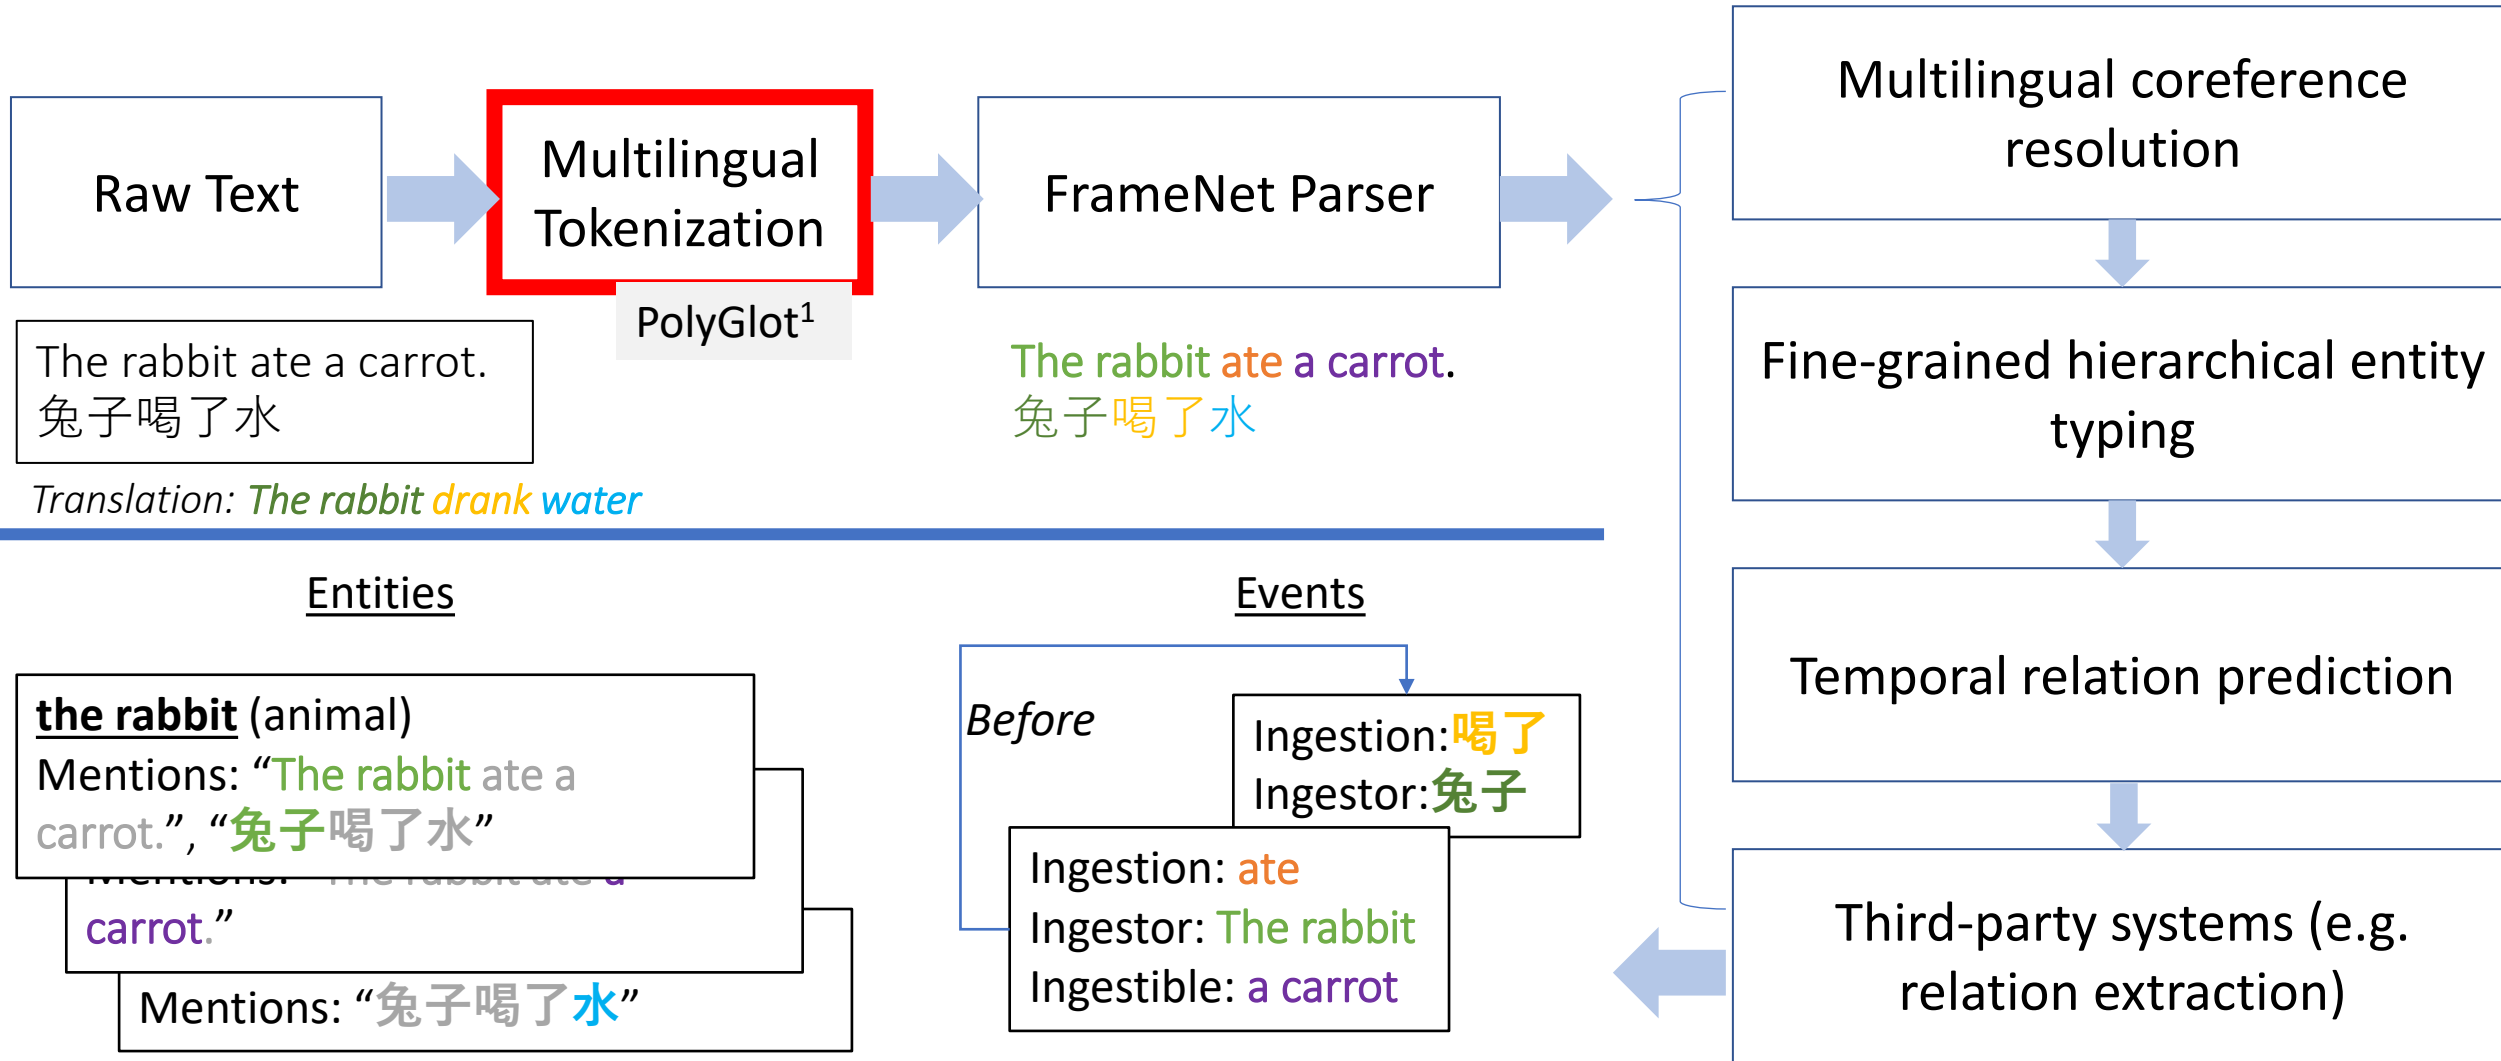 Raw Text
Multilingual
Tokenization
PolyGlot¹
FrameNet Parser
The rabbit ate a carrot.
兔子喝了水
Translation: The rabbit drank water
The rabbit ate a carrot.
兔子喝了水
Multilingual coreference
resolution
Fine-grained hierarchical entity
typing
Temporal relation prediction
Third-party systems (e.g.
relation extraction)
Entities
the rabbit (animal)
Mentions: “The rabbit ate a
carrot.”, “兔子喝了水”
Mentions: “The rabbit ate a
carrot.”
Mentions: “兔子喝了水”
Events
Before
Ingestion:喝了
Ingestor:兔子
Ingestion: ate
Ingestor: The rabbit
Ingestible: a carrot